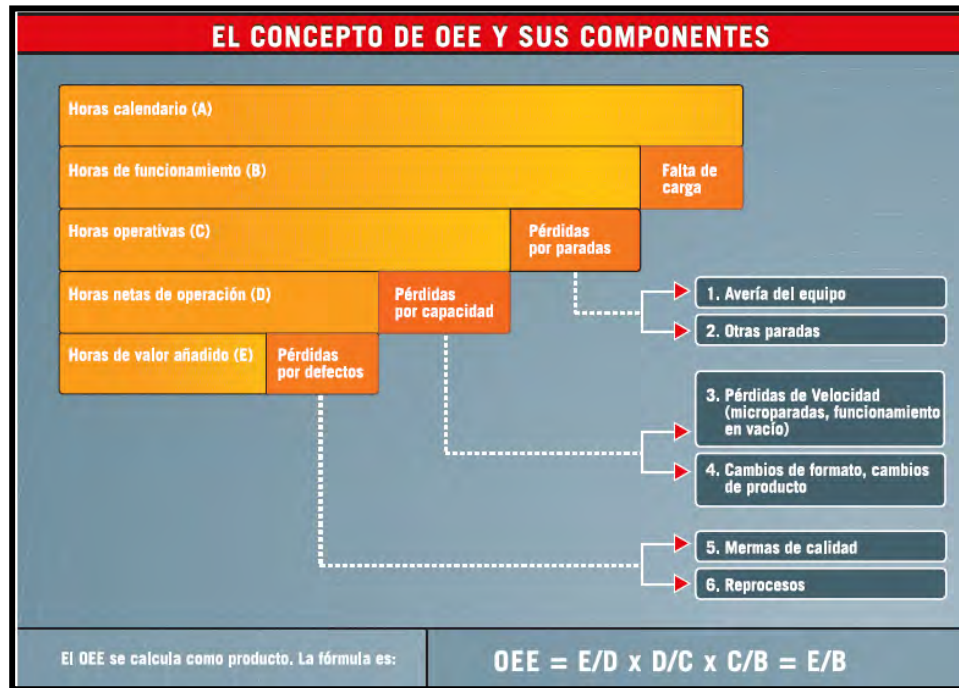 EL CONCEPTO DE OEE Y SUS COMPONENTES
Horas calendario (A)
Horas de funcionamiento (B)
Falta de
carga
Horas operativas (C)
Pérdidas
por paradas
Horas netas de operación (D)
Pérdidas
por capacidad
Horas de valor añadido (E)
Pérdidas
por defectos
1. Avería del equipo
2. Otras paradas
3. Pérdidas de Velocidad
(microparadas, funcionamiento
en vacío)
4. Cambios de formato, cambios
de producto
5. Mermas de calidad
6. Reprocesos
El OEE se calcula como producto. La fórmula es:
OEE = E/D x D/C x C/B = E/B